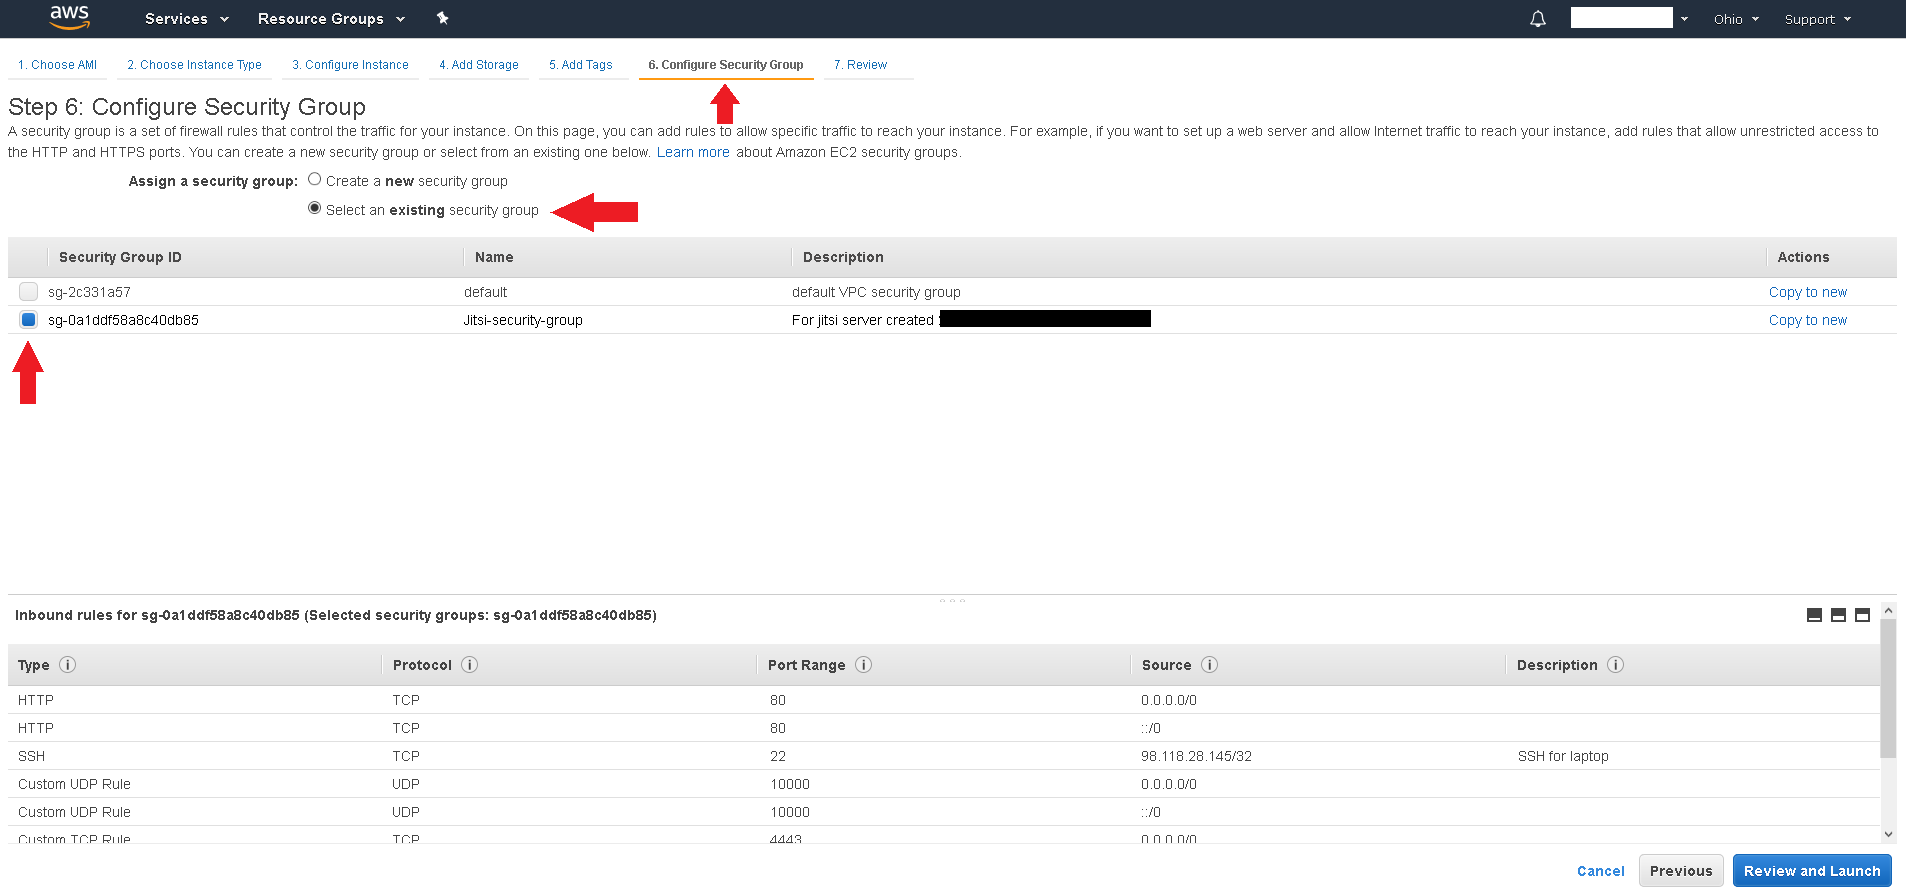 aws Services Resource Groups Ohio Support
1. Choose AMI 2. Choose Instance Type 3. Configure Instance 4. Add Storage 5. Add Tags 6. Configure Security Group 7. Review
Step 6: Configure Security Group
A security group is a set of firewall rules that control the traffic for your instance. On this page, you can add rules to allow specific traffic to reach your instance. For example, if you want to set up a web server and allow Internet traffic to reach your instance, add rules that allow unrestricted access to
the HTTP and HTTPS ports. You can create a new security group or select from an existing one below. Learn more about Amazon EC2 security groups.
Assign a security group: Create a new security group
Select an existing security group
Security Group ID Name Description Actions
sg-2c331a57 default default VPC security group Copy to new
sg-0a1ddf58a8c40db85 Jitsi-security-group For jitsi server created Copy to new
Inbound rules for sg-0a1ddf58a8c40db85 (Selected security groups: sg-0a1ddf58a8c40db85)
Type i Protocol i Port Range i Source i Description i
HTTP TCP 80 0.0.0.0/0
HTTP TCP 80 ::/0
SSH TCP 22 98.118.28.145/32 SSH for laptop
Custom UDP Rule UDP 10000 0.0.0.0/0
Custom UDP Rule UDP 10000 ::/0
Custom TCP Rule TCP 4443 0.0.0.0/0
Cancel Previous Review and Launch